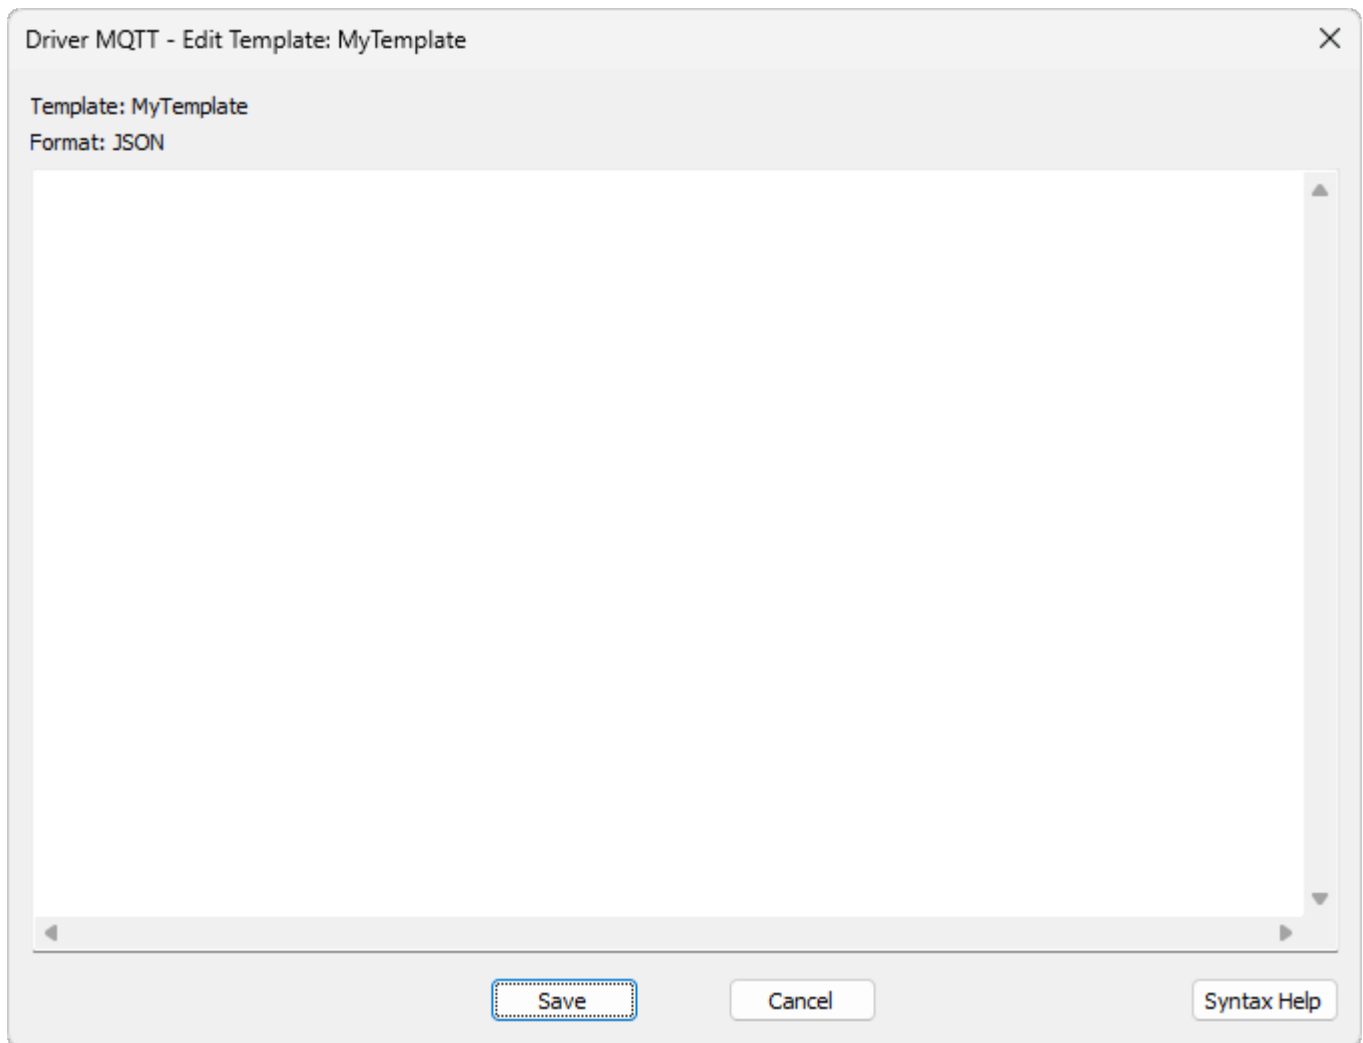 Driver MQTT - Edit Template: MyTemplate
Template: MyTemplate
Format: JSON
Save
Cancel
Syntax Help